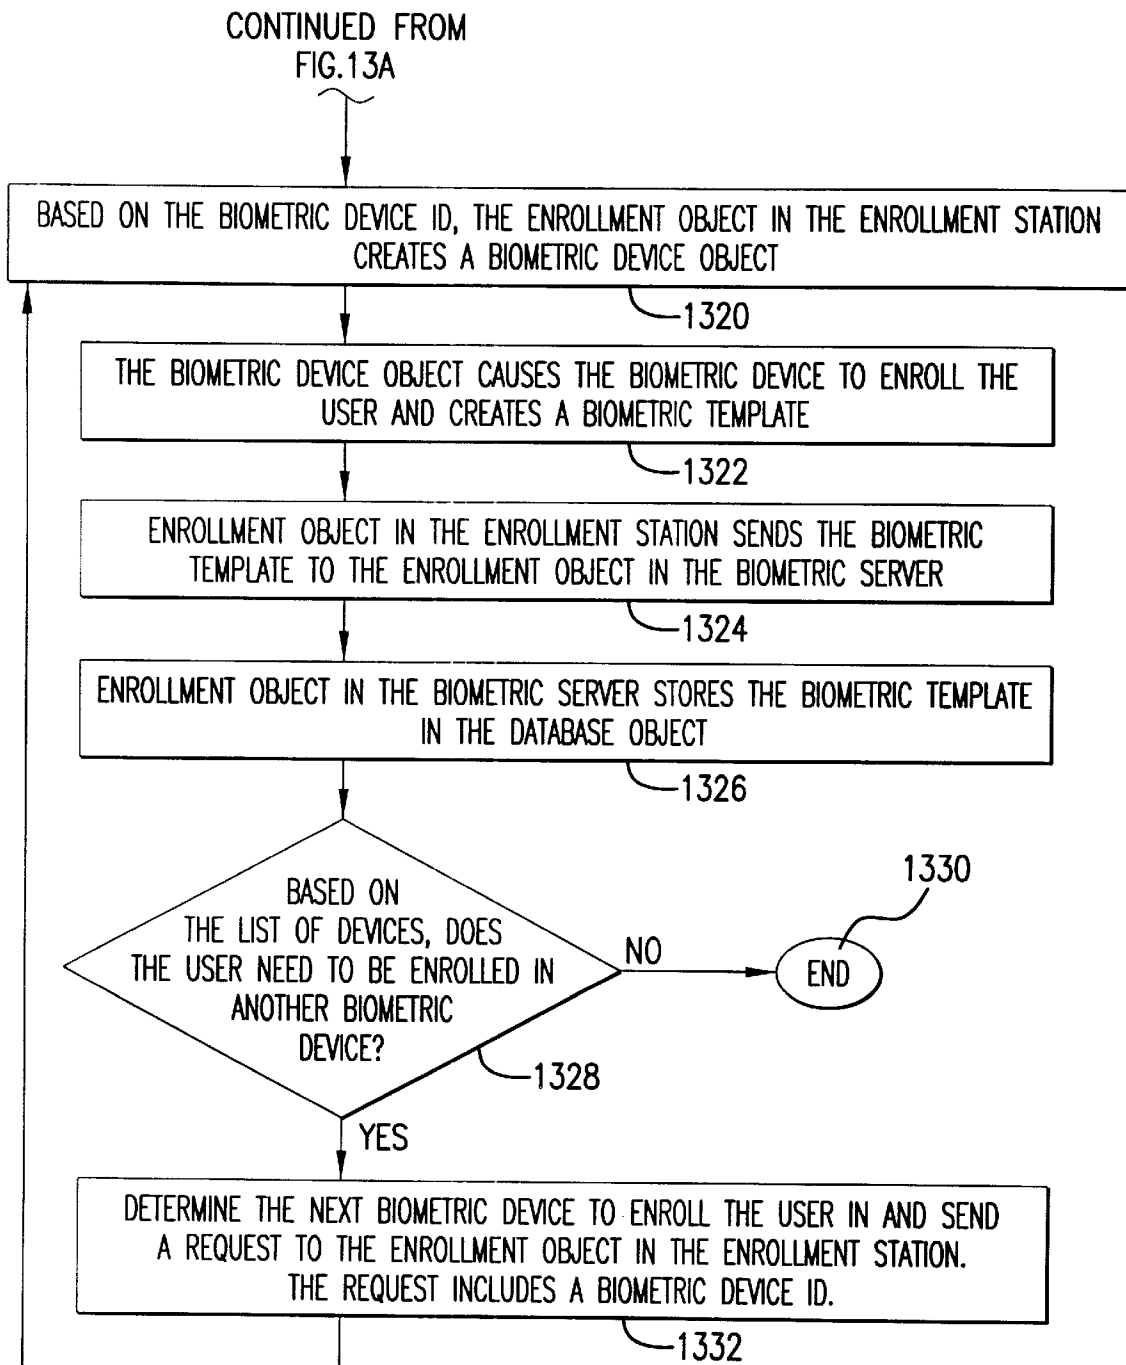 CONTINUED FROM
FIG.13A
BASED ON THE BIOMETRIC DEVICE ID, THE ENROLLMENT OBJECT IN THE ENROLLMENT STATION
CREATES A BIOMETRIC DEVICE OBJECT
1320
THE BIOMETRIC DEVICE OBJECT CAUSES THE BIOMETRIC DEVICE TO ENROLL THE
USER AND CREATES A BIOMETRIC TEMPLATE
1322
ENROLLMENT OBJECT IN THE ENROLLMENT STATION SENDS THE BIOMETRIC
TEMPLATE TO THE ENROLLMENT OBJECT IN THE BIOMETRIC SERVER
1324
ENROLLMENT OBJECT IN THE BIOMETRIC SERVER STORES THE BIOMETRIC TEMPLATE
IN THE DATABASE OBJECT
1326
BASED ON
THE LIST OF DEVICES, DOES
THE USER NEED TO BE ENROLLED IN
ANOTHER BIOMETRIC
DEVICE?
1328
NO
1330
END
YES
DETERMINE THE NEXT BIOMETRIC DEVICE TO ENROLL THE USER IN AND SEND
A REQUEST TO THE ENROLLMENT OBJECT IN THE ENROLLMENT STATION.
THE REQUEST INCLUDES A BIOMETRIC DEVICE ID.
1332